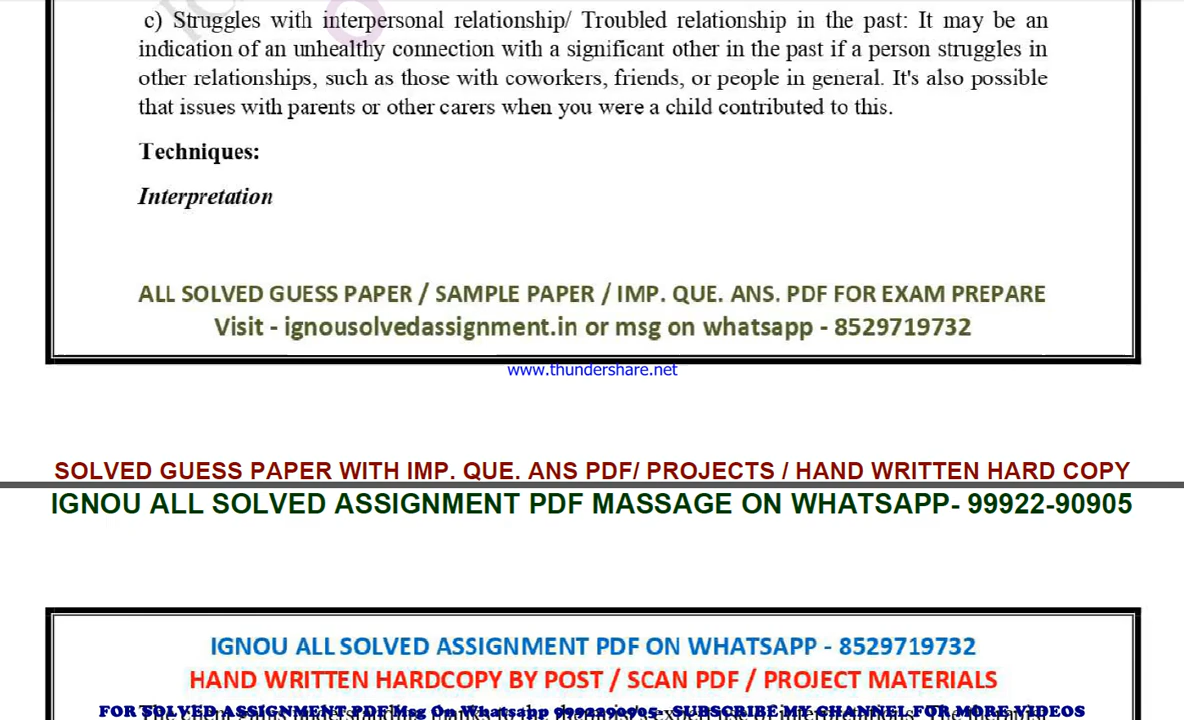 c) Struggles with interpersonal relationship/ Troubled relationship in the past: It may be an
indication of an unhealthy connection with a significant other in the past if a person struggles in
other relationships, such as those with coworkers, friends, or people in general. It's also possible
that issues with parents or other carers when you were a child contributed to this.
Techniques:
Interpretation
ALL SOLVED GUESS PAPER / SAMPLE PAPER / IMP. QUE. ANS. PDF FOR EXAM PREPARE
Visit - ignousolvedassignment.in or msg on whatsapp - 8529719732
www.thundershare.net
SOLVED GUESS PAPER WITH IMP. QUE. ANS PDF/ PROJECTS / HAND WRITTEN HARD COPY
IGNOU ALL SOLVED ASSIGNMENT PDF MASSAGE ON WHATSAPP- 99922-90905
IGNOU ALL SOLVED ASSIGNMENT PDF ON WHATSAPP - 8529719732
HAND WRITTEN HARDCOPY BY POST / SCAN PDF / PROJECT MATERIALS
FOR SOLVED ASSIGNMENT PDF Msg On Whatsapp 9992290905- SUBSCRIBE MY CHANNEL FOR MORE VIDEOS